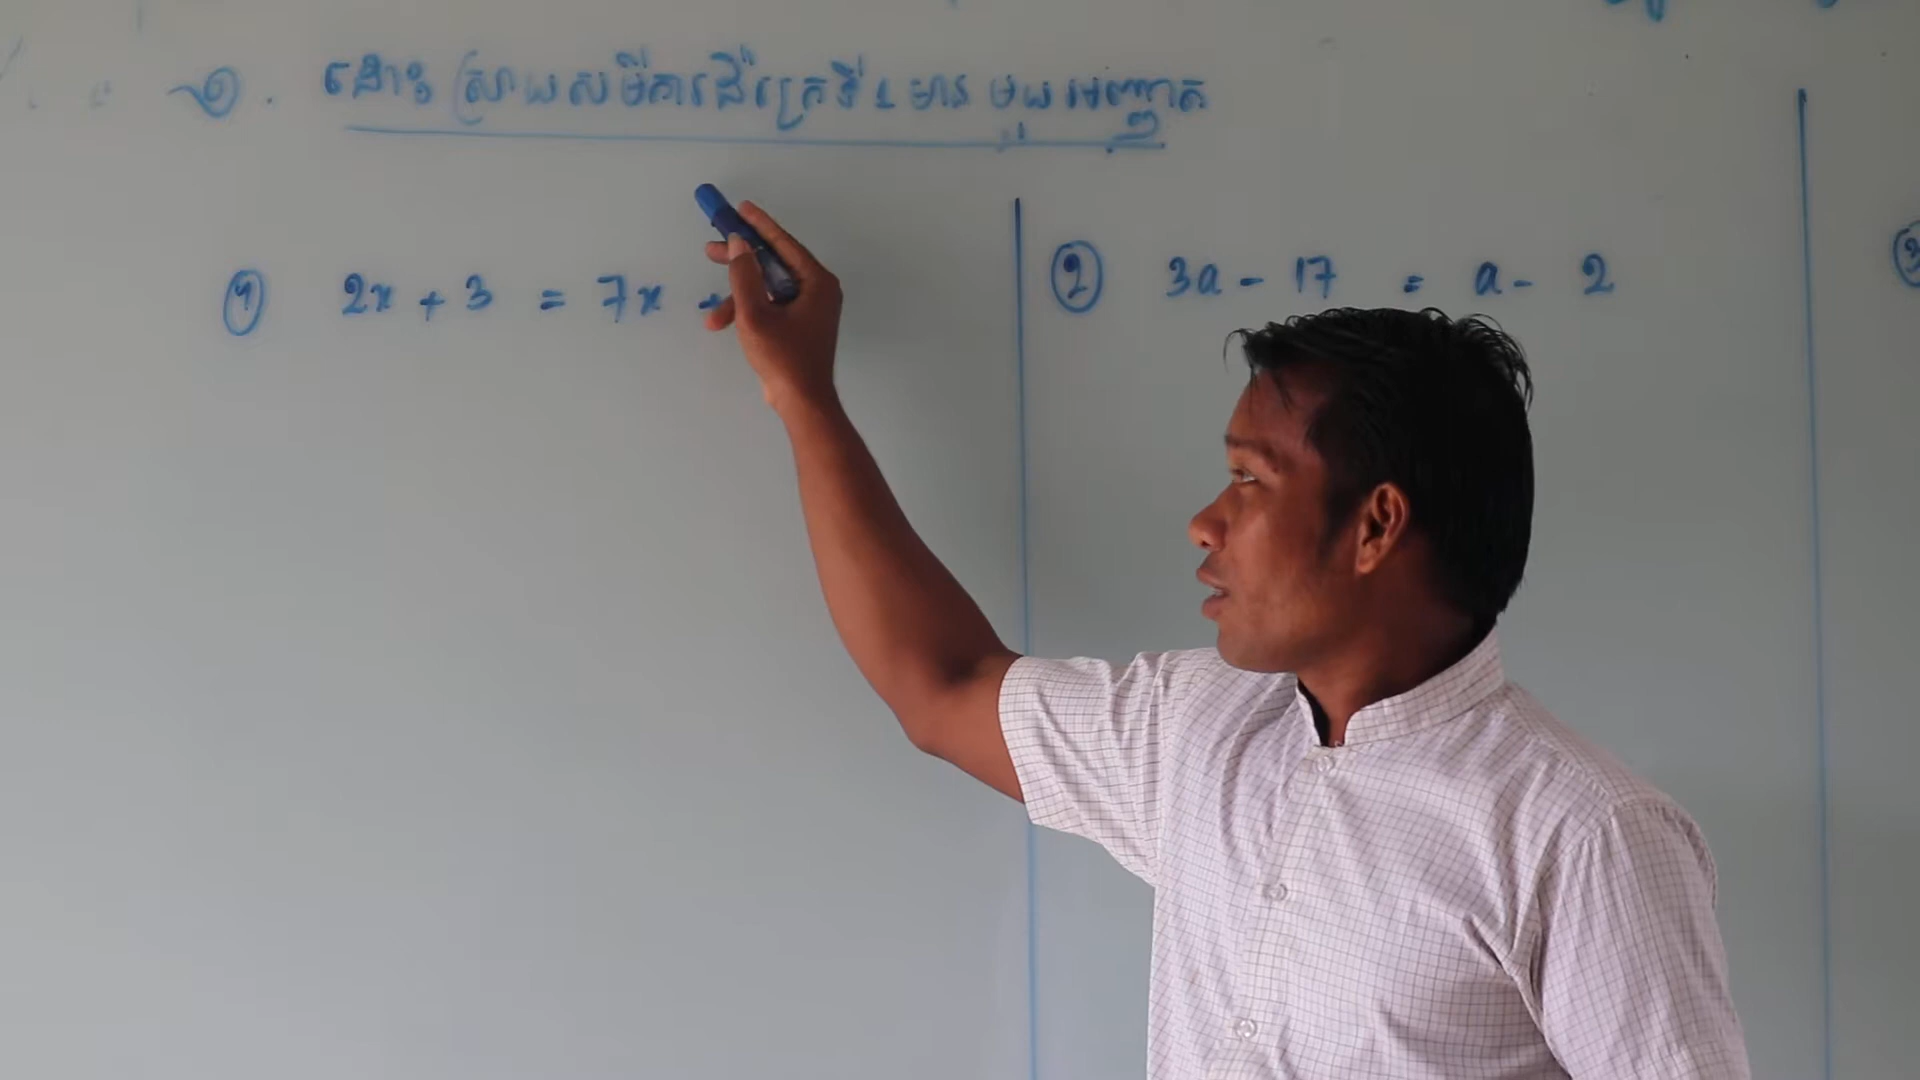 ១. ដោះស្រាយសមីការដឺក្រេទី ១ មានមួយអញ្ញាត
① 2x + 3 = 7x +
② 3a - 17 = a - 2
③